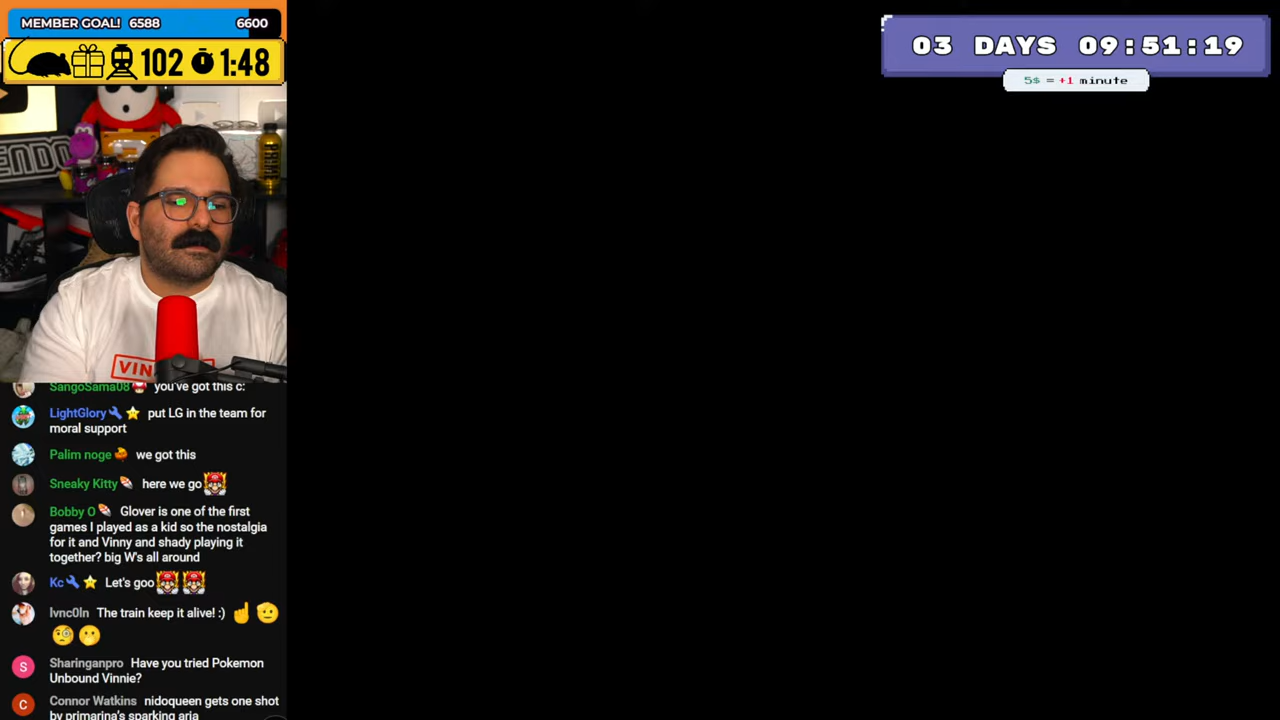 MEMBER GOAL! 6588 6600
102 1:48
03 DAYS 09:51:19
5$ = +1 minute
ENDO
VIN
SangoSama08 you've got this c:
LightGlory put LG in the team for
moral support
Palim noge we got this
Sneaky Kitty here we go
Bobby O Glover is one of the first
games I played as a kid so the nostalgia
for it and Vinny and shady playing it
together? big W's all around
Kc Let's goo
lvnc0ln The train keep it alive! :)
S Sharinganpro Have you tried Pokemon
Unbound Vinnie?
C Connor Watkins nidoqueen gets one shot
by primarina's sparking aria